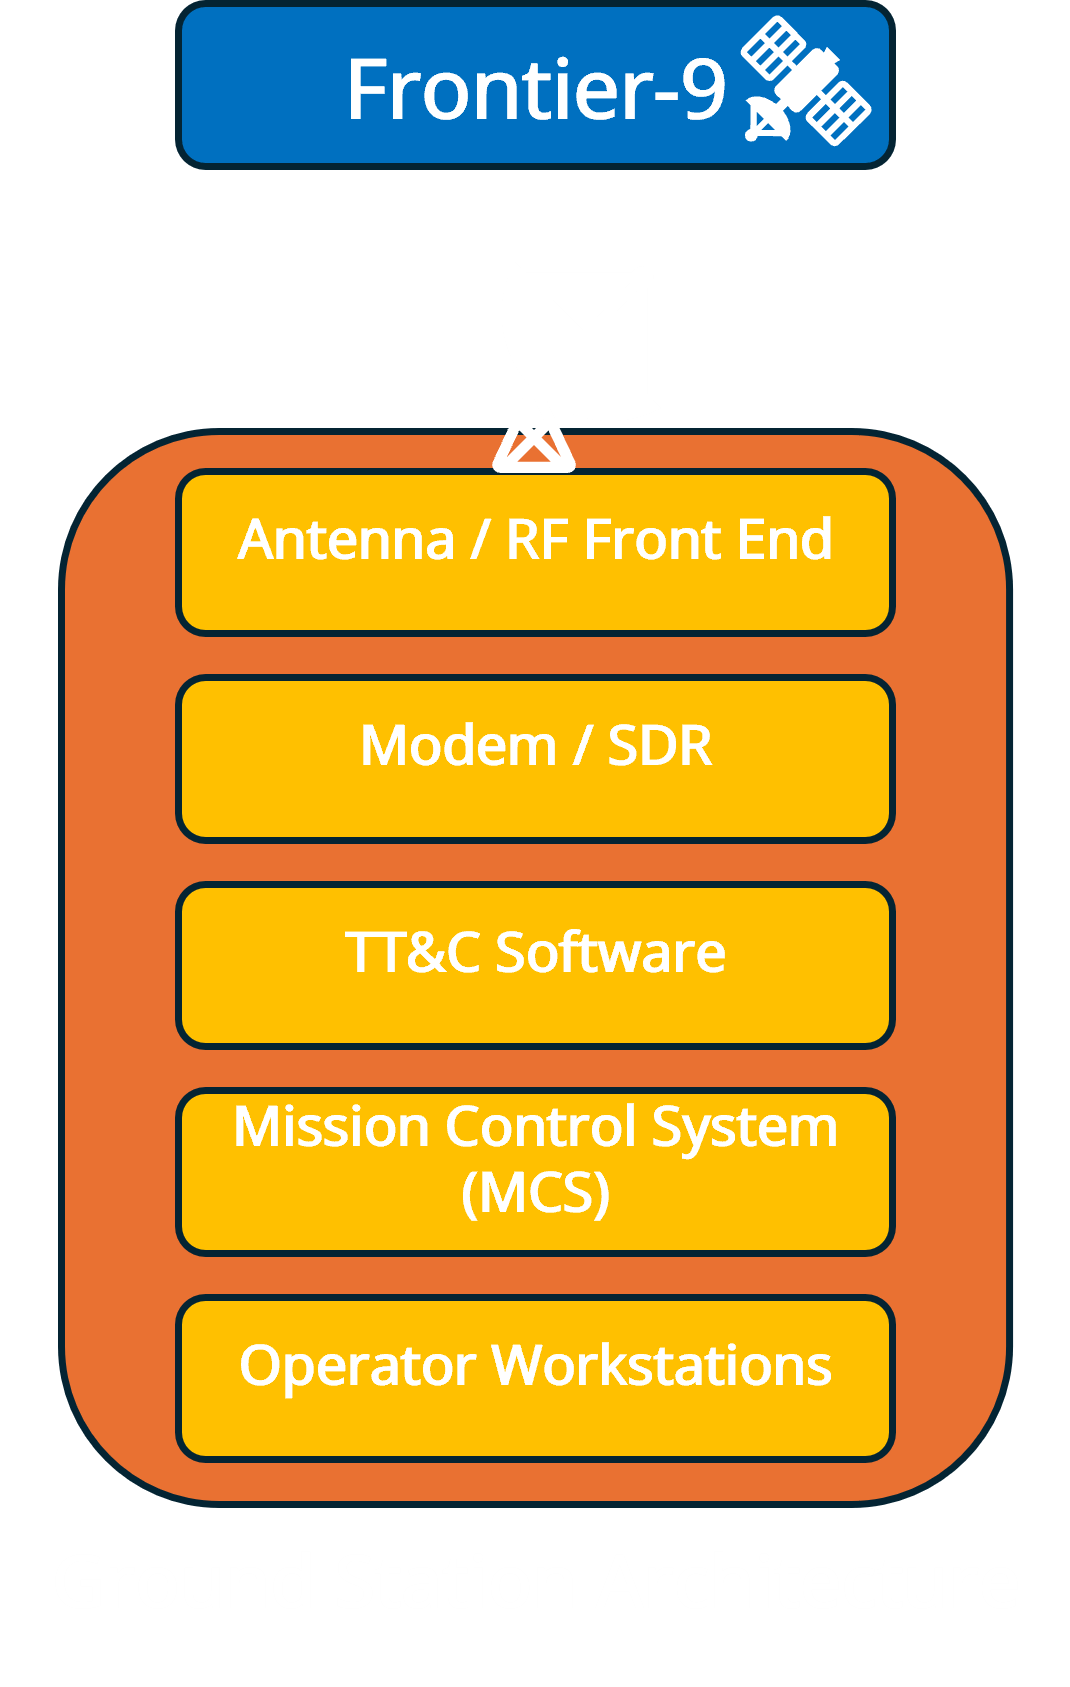 Frontier-9
Antenna / RF Front End
Modem / SDR
TT&C Software
Mission Control System
(MCS)
Operator Workstations